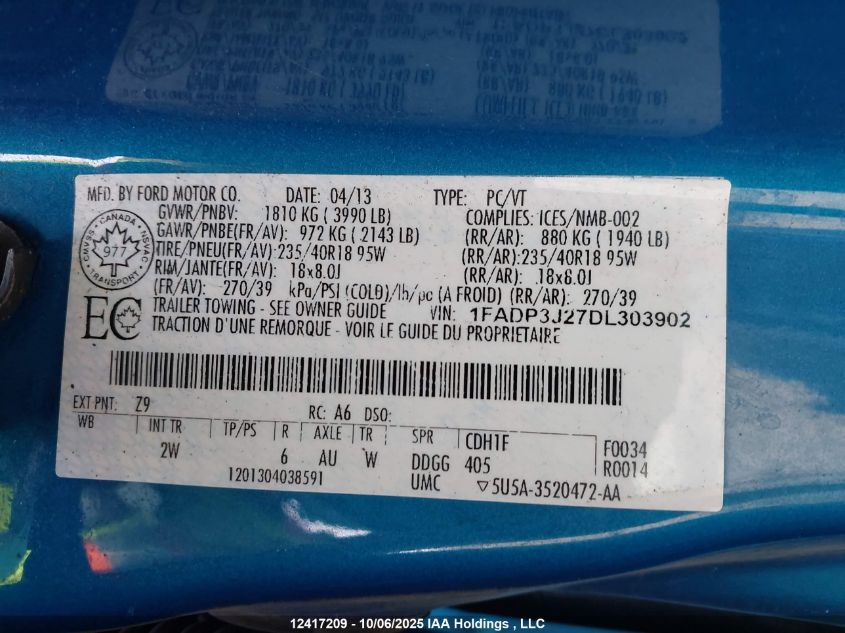 MFD. BY FORD MOTOR CO. DATE: 04/13 TYPE: PC/VT
GVWR/PNBV: 1810 KG ( 3990 LB) COMPLIES: ICES/NMB-002
GAWR/PNBE(FR/AV): 972 KG ( 2143 LB) (RR/AR): 880 KG ( 1940 LB)
TIRE/PNEU(FR/AV): 235/40R18 95W (RR/AR): 235/40R18 95W
RIM/JANTE(FR/AV): 18x8.0J (RR/AR): 18x8.0J
(FR/AV): 270/39 kPa/PSI (COLD)/lb/pc (A FROID) (RR/AR): 270/39
TRAILER TOWING - SEE OWNER GUIDE VIN: 1FADP3J27DL303902
TRACTION D'UNE REMORQUE - VOIR LE GUIDE DU PROPRIETAIRE
CANADA
CMVSS NSVAC
977
TRANSPORT
EC
EXT PNT: Z9 RC: A6 DSO:
WB INT TR TP/PS R AXLE TR SPR CDH1F F0034
2W 6 AU W DDGG 405 R0014
1201304038591 UMC ▽5U5A-3520472-AA
12417209 - 10/06/2025 IAA Holdings , LLC